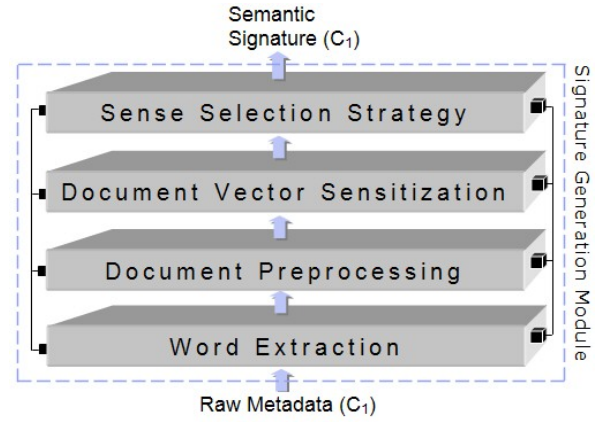 Semantic
Signature (C₁)
Sense Selection Strategy
Document Vector Sensitization
Document Preprocessing
Word Extraction
Raw Metadata (C₁)
Signature Generation Module